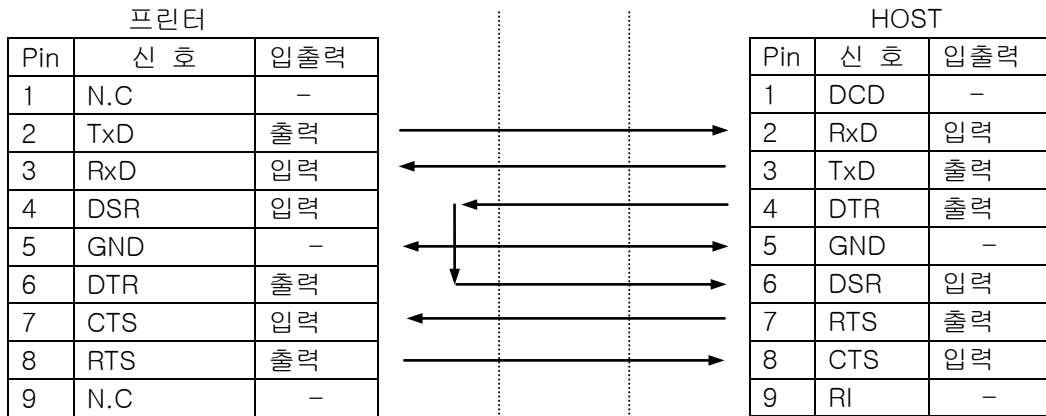 프린터 HOST
Pin 신 호 입출력 Pin 신 호 입출력
1 N.C - 1 DCD -
2 TxD 출력 2 RxD 입력
3 RxD 입력 3 TxD 출력
4 DSR 입력 4 DTR 출력
5 GND - 5 GND -
6 DTR 출력 6 DSR 입력
7 CTS 입력 7 RTS 출력
8 RTS 출력 8 CTS 입력
9 N.C - 9 RI -